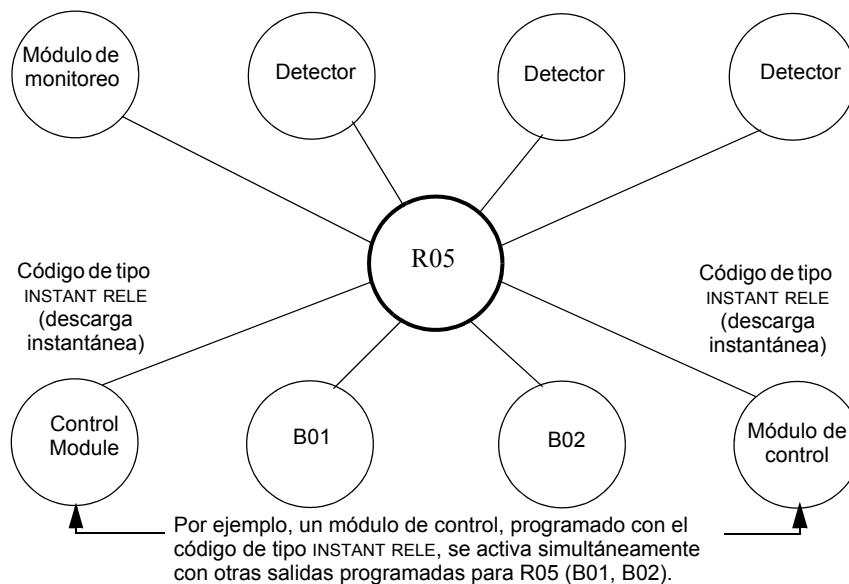 Módulo de
monitoreo
Detector
Detector
Detector
R05
Código de tipo
INSTANT RELE
(descarga
instantánea)
Código de tipo
INSTANT RELE
(descarga
instantánea)
Control
Module
B01
B02
Módulo de
control
Por ejemplo, un módulo de control, programado con el
código de tipo INSTANT RELE, se activa simultáneamente
con otras salidas programadas para R05 (B01, B02).